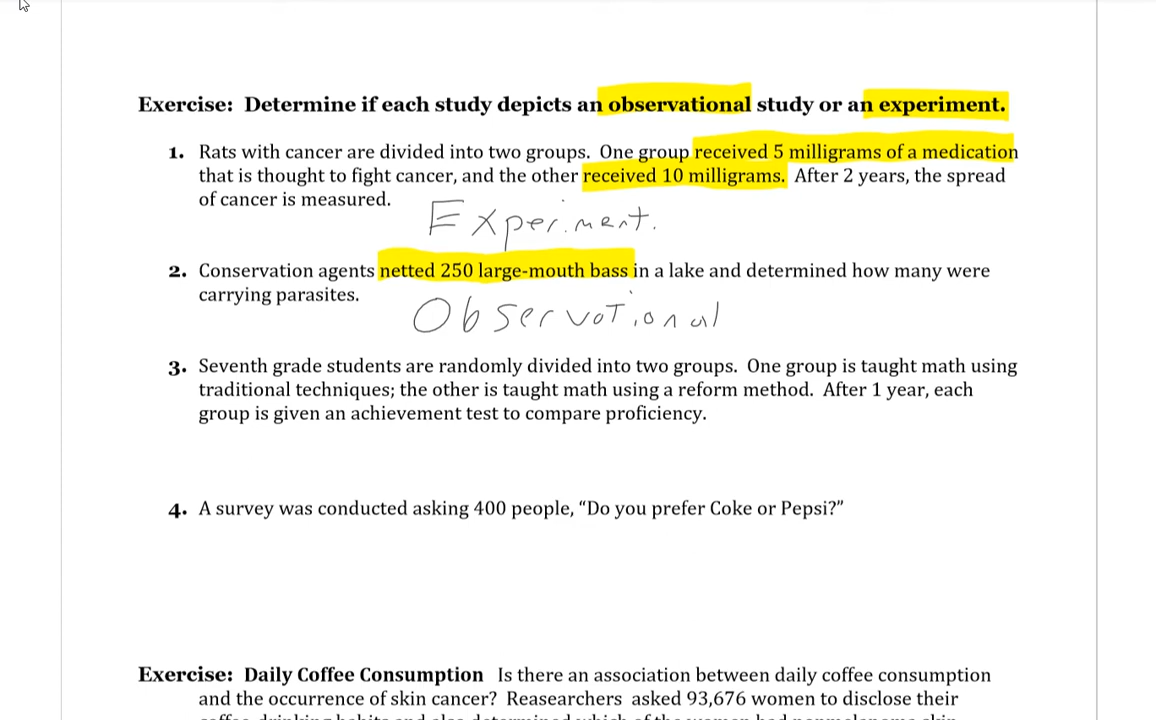 Exercise:  Determine if each study depicts an observational study or an experiment.
1. Rats with cancer are divided into two groups.  One group received 5 milligrams of a medication
that is thought to fight cancer, and the other received 10 milligrams.  After 2 years, the spread
of cancer is measured.
Experiment.
2. Conservation agents netted 250 large-mouth bass in a lake and determined how many were
carrying parasites.
Observational
3. Seventh grade students are randomly divided into two groups.  One group is taught math using
traditional techniques; the other is taught math using a reform method.  After 1 year, each
group is given an achievement test to compare proficiency.
4. A survey was conducted asking 400 people, “Do you prefer Coke or Pepsi?”
Exercise:  Daily Coffee Consumption  Is there an association between daily coffee consumption
and the occurrence of skin cancer?  Reasearchers  asked 93,676 women to disclose their